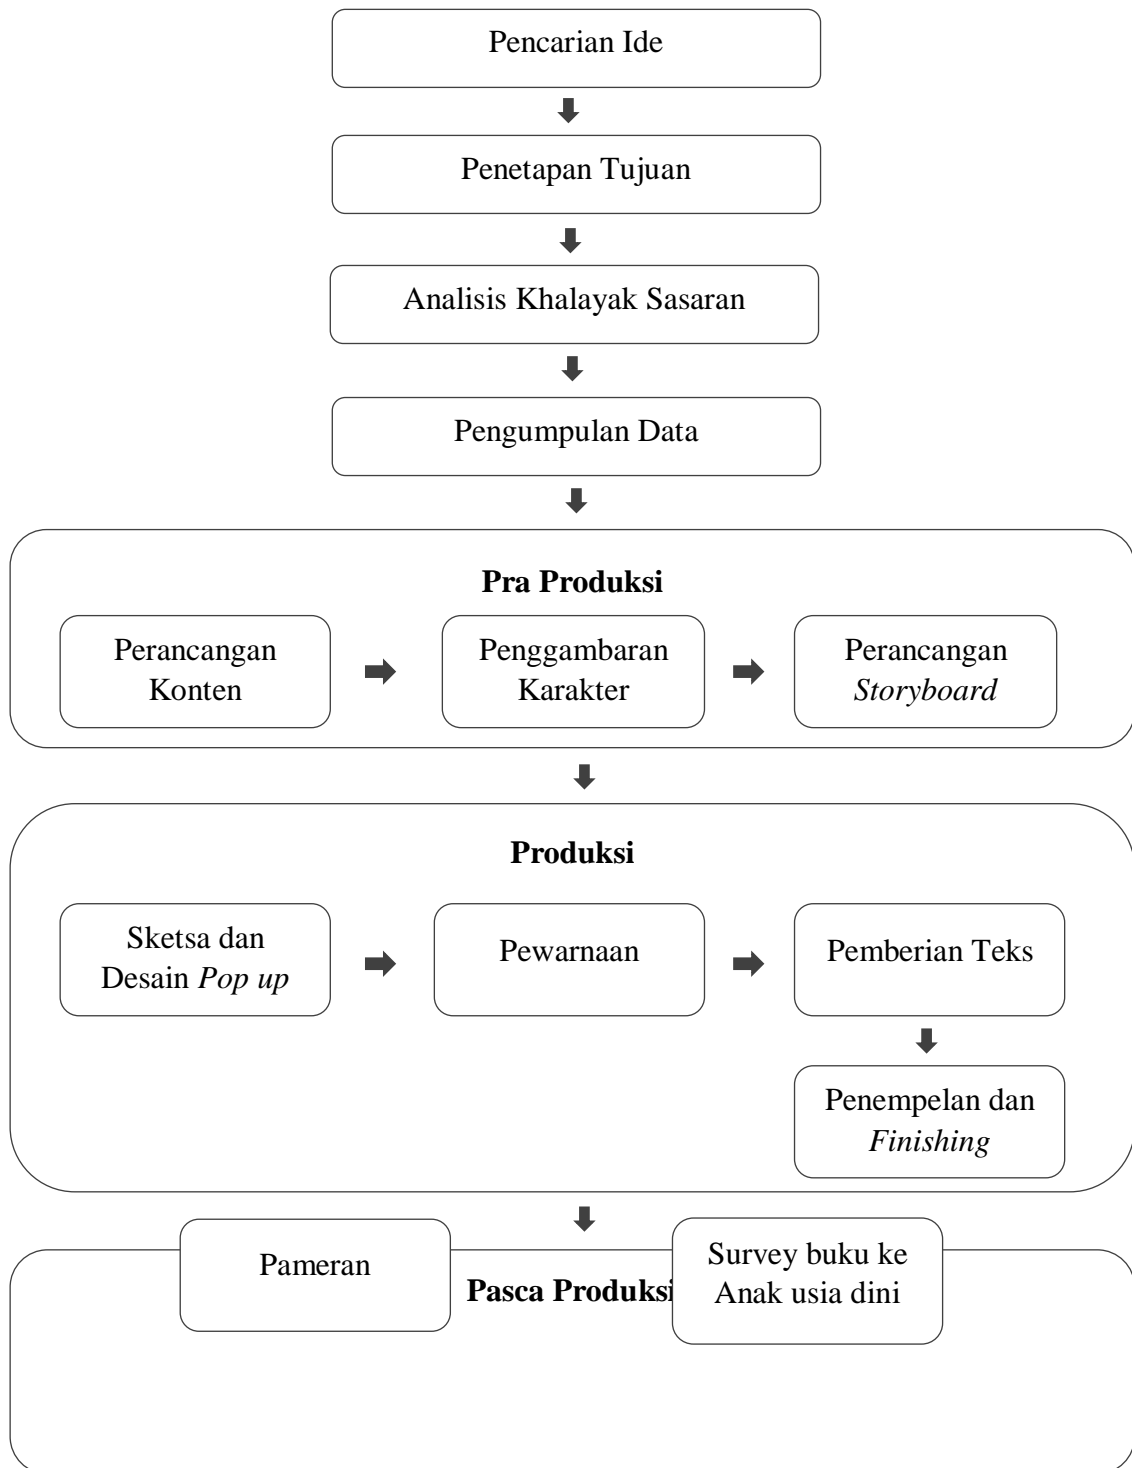 Pencarian Ide
Penetapan Tujuan
Analisis Khalayak Sasaran
Pengumpulan Data
Pra Produksi
Perancangan
Konten
Penggambaran
Karakter
Perancangan
Storyboard
Produksi
Sketsa dan
Desain Pop up
Pewarnaan
Pemberian Teks
Penempelan dan
Finishing
Pameran
Pasca Produksi
Survey buku ke
Anak usia dini